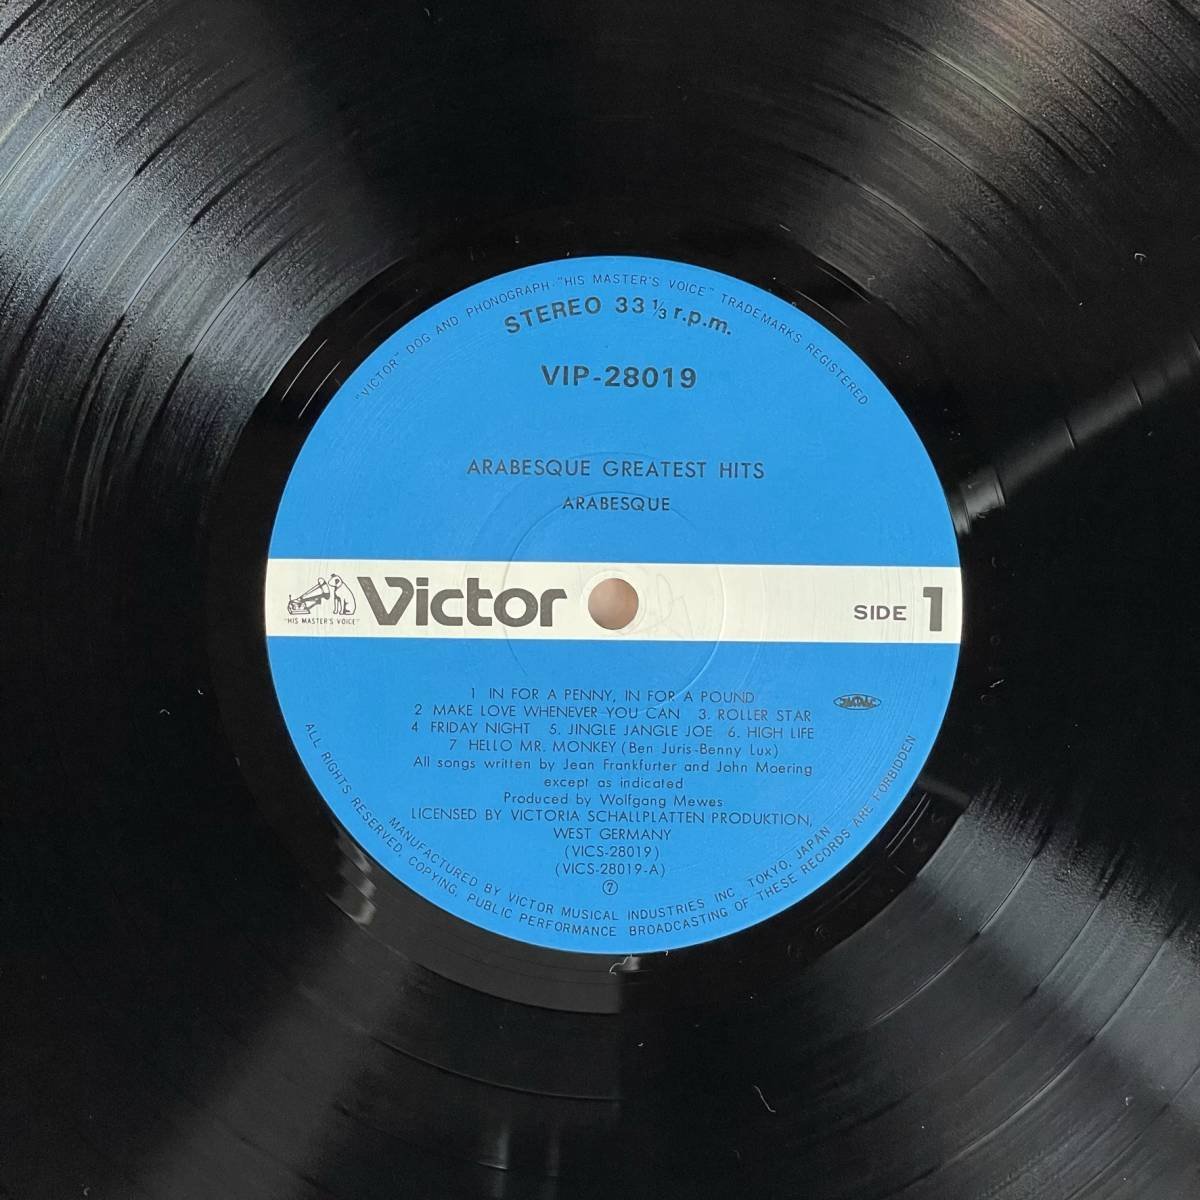 "VICTOR" DOG AND PHONOGRAPH·"HIS MASTER'S VOICE" TRADEMARKS REGISTERED
STEREO 33 1/3 r.p.m.
VIP-28019
ARABESQUE GREATEST HITS
ARABESQUE
"HIS MASTER'S VOICE"
Victor
SIDE 1
1 IN FOR A PENNY, IN FOR A POUND
2 MAKE LOVE WHENEVER YOU CAN 3. ROLLER STAR
4 FRIDAY NIGHT 5. JINGLE JANGLE JOE 6. HIGH LIFE
7 HELLO MR. MONKEY (Ben Juris-Benny Lux)
All songs written by Jean Frankfurter and John Moering
except as indicated
Produced by Wolfgang Mewes
LICENSED BY VICTORIA SCHALLPLATTEN PRODUKTION,
WEST GERMANY
(VICS-28019)
(VICS-28019-A)
⑦
MANUFACTURED BY VICTOR MUSICAL INDUSTRIES INC. TOKYO, JAPAN
ALL RIGHTS RESERVED. COPYING, PUBLIC PERFORMANCE BROADCASTING OF THESE RECORDS ARE FORBIDDEN